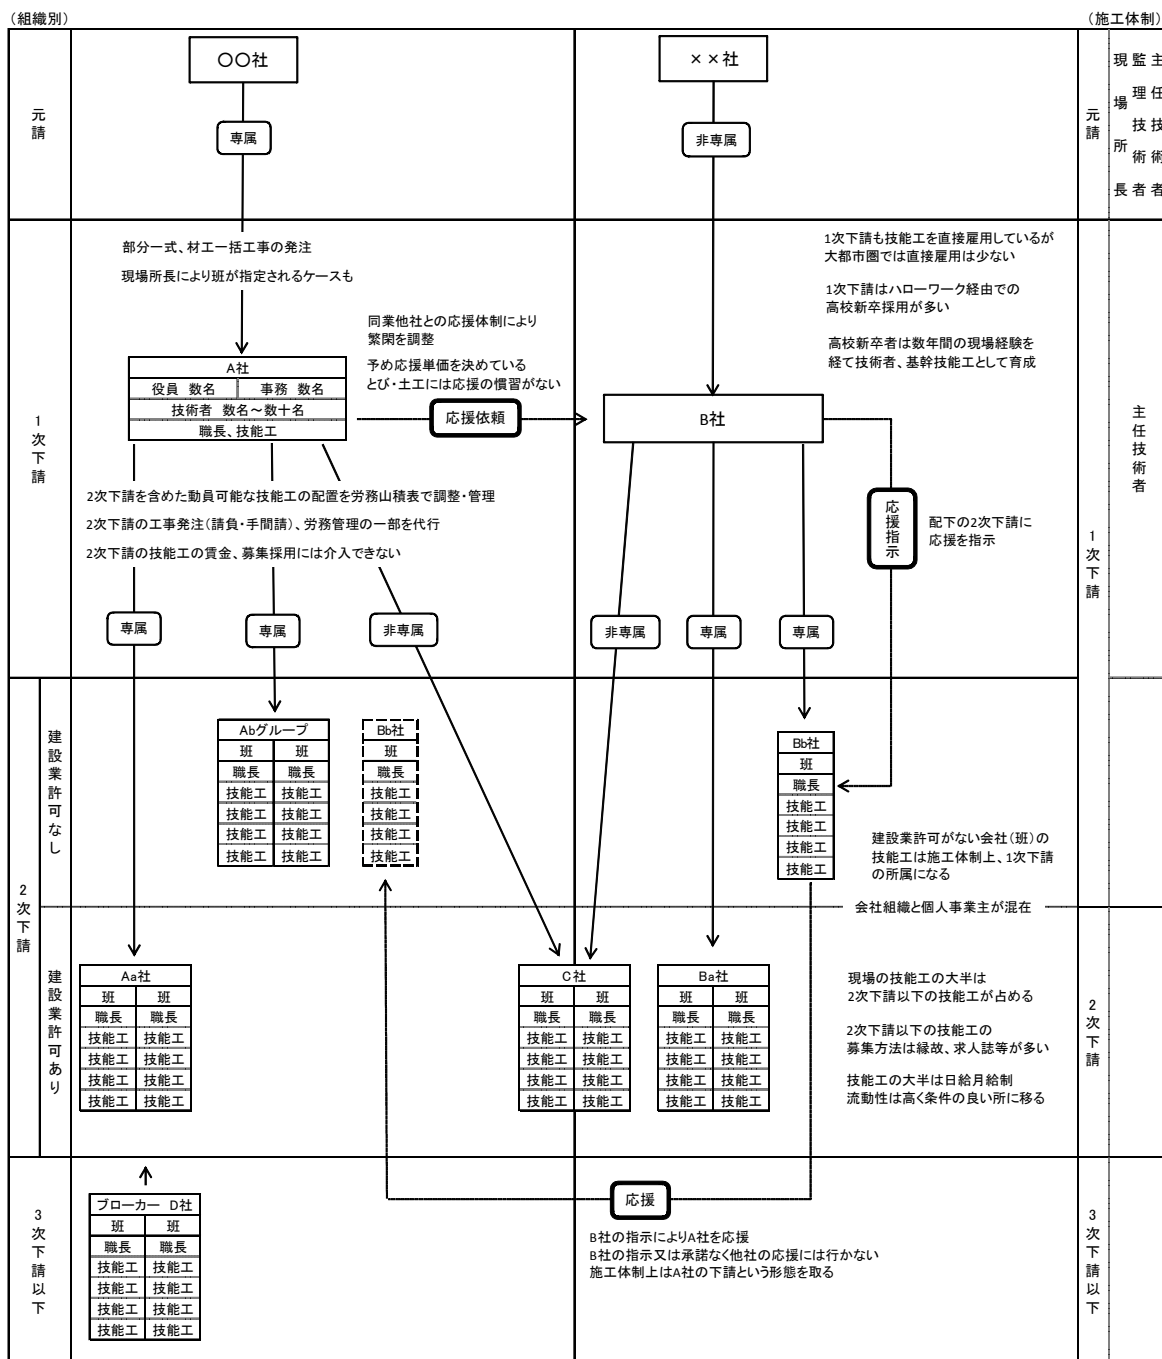 (組織別)
(施工体制)
元請
〇〇社
専属
××社
非専属
元請
現場所長
監理技術者
主任技術者
1次下請
部分一式、材工一括工事の発注
現場所長により班が指定されるケースも
同業他社との応援体制により
繁閑を調整
予め応援単価を決めている
とび・土工には応援の慣習がない
A社
役員 数名
事務 数名
技術者 数名~数十名
職長、技能工
応援依頼
1次下請も技能工を直接雇用しているが
大都市圏では直接雇用は少ない
1次下請はハローワーク経由での
高校新卒採用が多い
高校新卒者は数年間の現場経験を
経て技術者、基幹技能工として育成
B社
応援指示
配下の2次下請に
応援を指示
2次下請を含めた動員可能な技能工の配置を労務山積表で調整・管理
2次下請の工事発注(請負・手間請)、労務管理の一部を代行
2次下請の技能工の賃金、募集採用には介入できない
専属
専属
非専属
非専属
専属
専属
1次下請
主任技術者
2次下請
建設業許可なし
Abグループ
班 班
職長 職長
技能工 技能工
技能工 技能工
技能工 技能工
技能工 技能工
Bb社
班
職長
技能工
技能工
技能工
技能工
Bb社
班
職長
技能工
技能工
技能工
技能工
建設業許可がない会社(班)の
技能工は施工体制上、1次下請
の所属になる
会社組織と個人事業主が混在
建設業許可あり
Aa社
班 班
職長 職長
技能工 技能工
技能工 技能工
技能工 技能工
技能工 技能工
C社
班 班
職長 職長
技能工 技能工
技能工 技能工
技能工 技能工
技能工 技能工
Ba社
班 班
職長 職長
技能工 技能工
技能工 技能工
技能工 技能工
技能工 技能工
現場の技能工の大半は
2次下請以下の技能工が占める
2次下請以下の技能工の
募集方法は縁故、求人誌等が多い
技能工の大半は日給月給制
流動性は高く条件の良い所に移る
2次下請
3次下請以下
ブローカー D社
班 班
職長 職長
技能工 技能工
技能工 技能工
技能工 技能工
技能工 技能工
応援
B社の指示によりA社を応援
B社の指示又は承諾なく他社の応援には行かない
施工体制上はA社の下請という形態を取る
3次下請以下